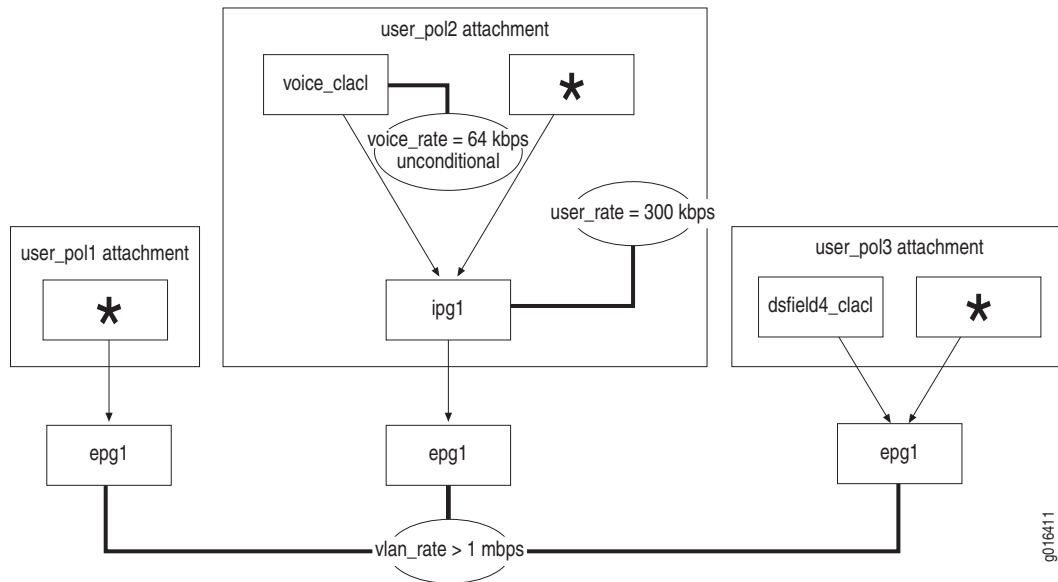 user_pol2 attachment
voice_clacl
*
voice_rate = 64 kbps
unconditional
user_rate = 300 kbps
user_pol1 attachment
*
ipg1
user_pol3 attachment
dsfield4_clacl
*
epg1
epg1
epg1
vlan_rate > 1 mbps
g016411